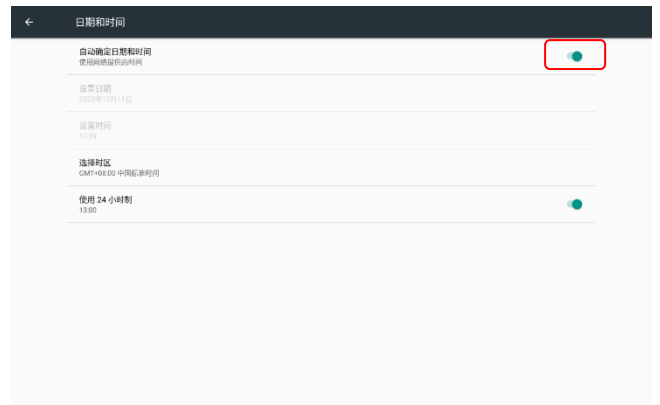 日期和时间
自动确定日期和时间
使用网络提供的时间
设置日期
2020年12月11日
设置时间
17:29
选择时区
GMT+08:00 中国标准时间
使用 24 小时制
13:00